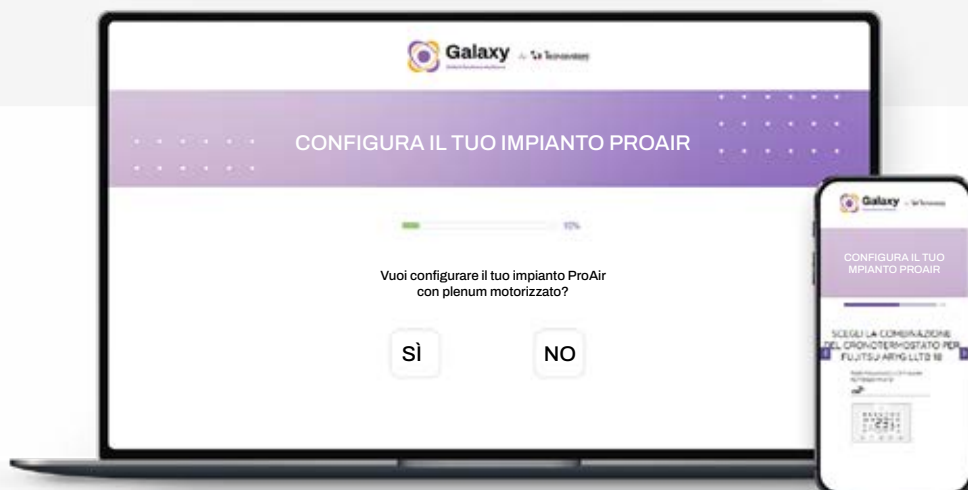 Galaxy
CONFIGURA IL TUO IMPIANTO PROAIR
10%
Vuoi configurare il tuo impianto ProAir
con plenum motorizzato?
SÌ
NO
Galaxy
CONFIGURA IL TUO
MPIANTO PROAIR
SCEGLI LA COMBINAZIONE
DEL CRONOTERMOSTATO PER
FUJITSU ARYG LLTB 18